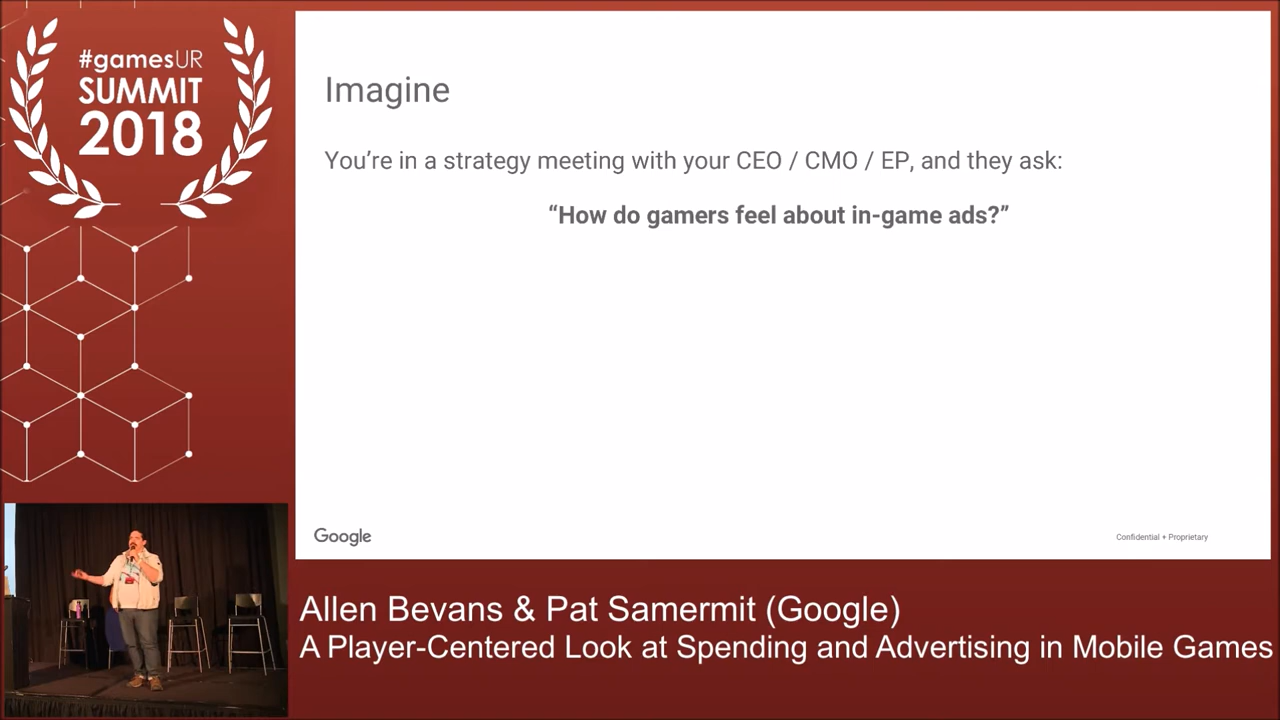 #gamesUR
SUMMIT
2018
Imagine
You’re in a strategy meeting with your CEO / CMO / EP, and they ask:
“How do gamers feel about in-game ads?”
Google
Confidential + Proprietary
Allen Bevans & Pat Samermit (Google)
A Player-Centered Look at Spending and Advertising in Mobile Games